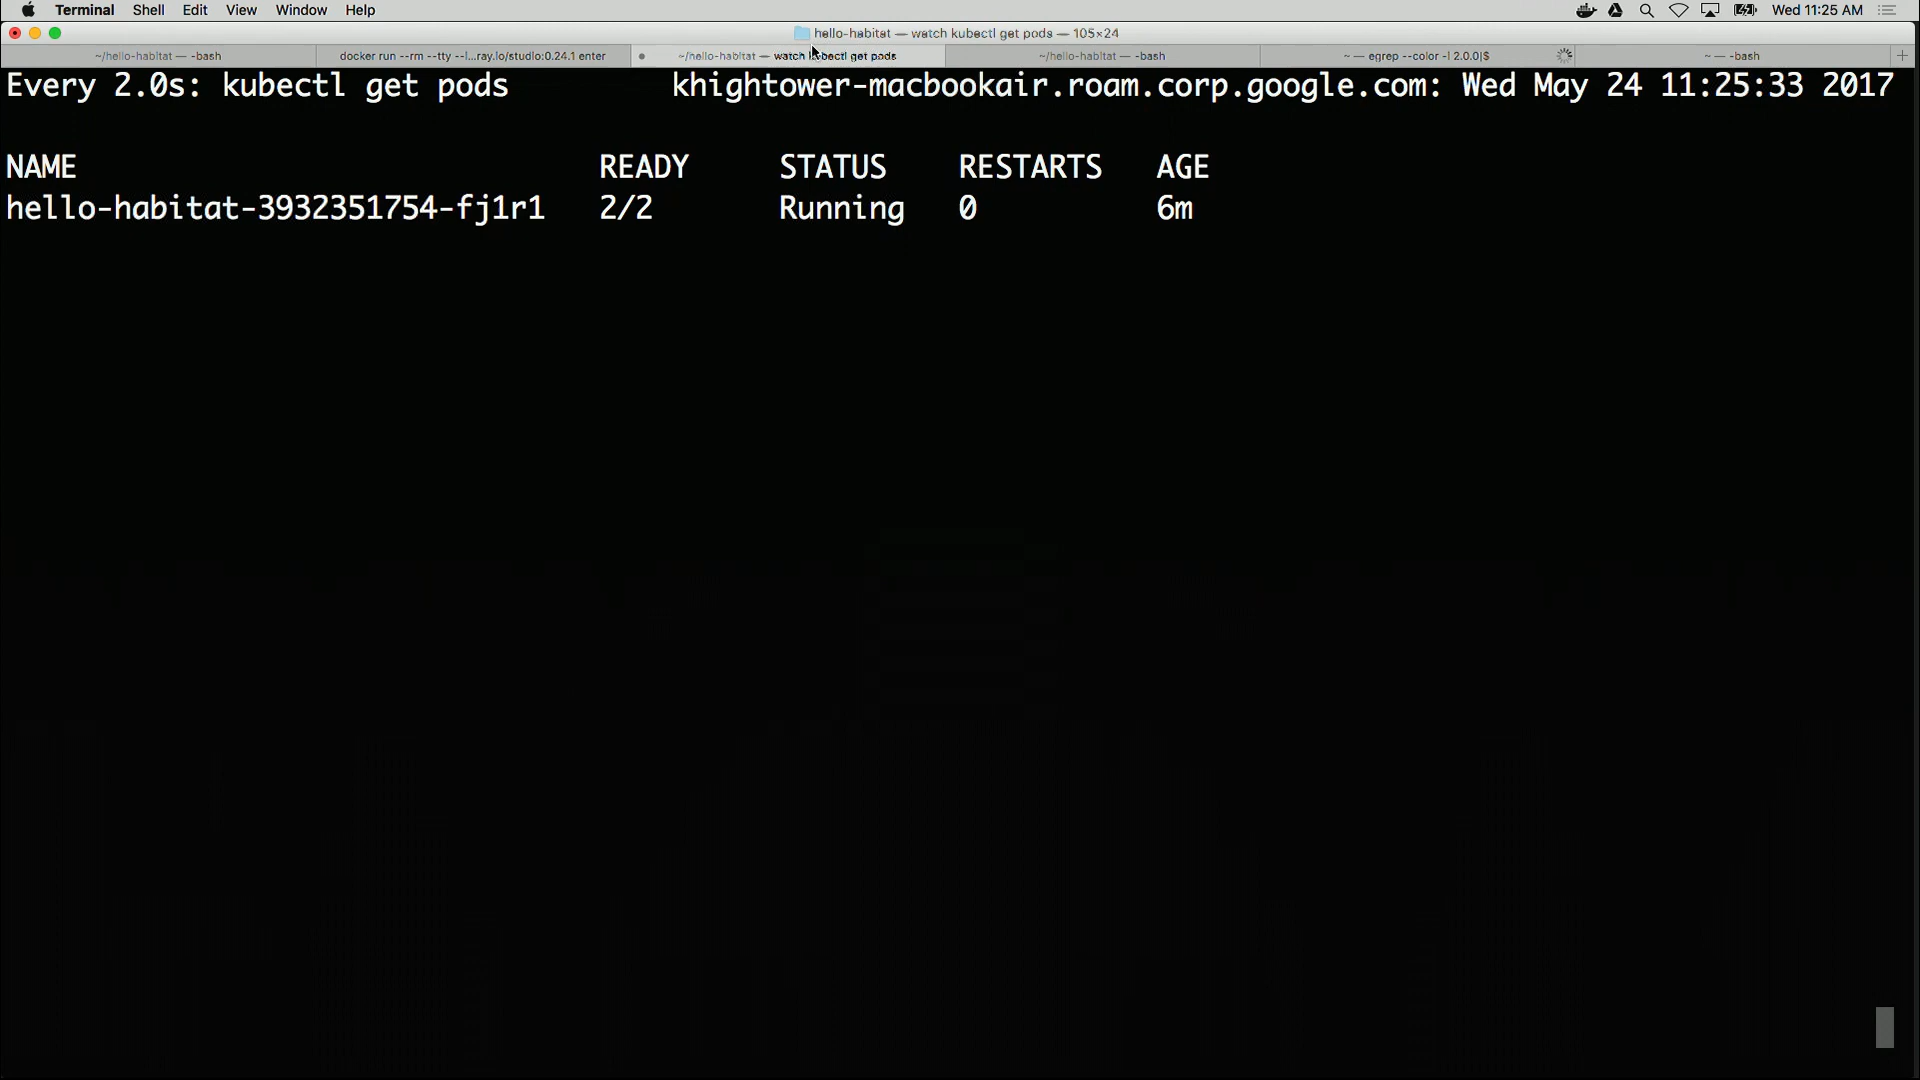 Terminal Shell Edit View Window Help Wed 11:25 AM
hello-habitat — watch kubectl get pods — 105×24
~/hello-habitat — -bash docker run --rm --tty --i...ray.io/studio:0.24.1 enter ~/hello-habitat — watch kubectl get pods ~/hello-habitat — -bash ~ — egrep --color -i 2.0.0|$ ~ — -bash
Every 2.0s: kubectl get pods khightower-macbookair.roam.corp.google.com: Wed May 24 11:25:33 2017
NAME READY STATUS RESTARTS AGE
hello-habitat-3932351754-fj1r1 2/2 Running 0 6m